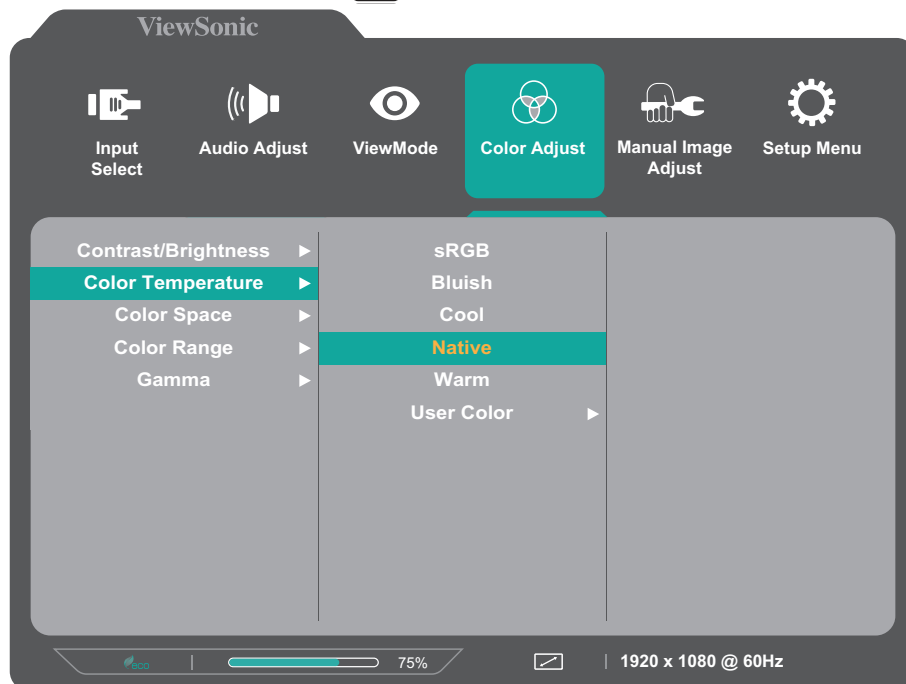 ViewSonic
Input
Select
Audio Adjust
ViewMode
Color Adjust
Manual Image
Adjust
Setup Menu
Contrast/Brightness
Color Temperature
Color Space
Color Range
Gamma
sRGB
Bluish
Cool
Native
Warm
User Color
ECO
75%
1920 x 1080 @ 60Hz